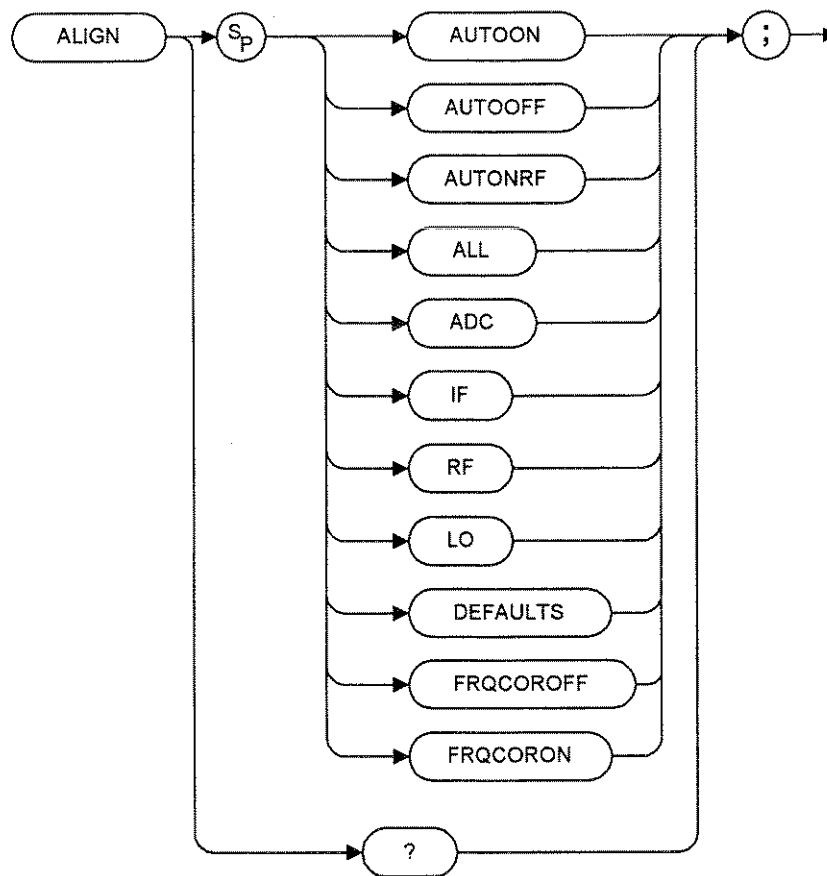 ALIGN SP AUTOON ;
AUTOOFF
AUTONRF
ALL
ADC
IF
RF
LO
DEFAULTS
FRQCOROFF
FRQCORON
?